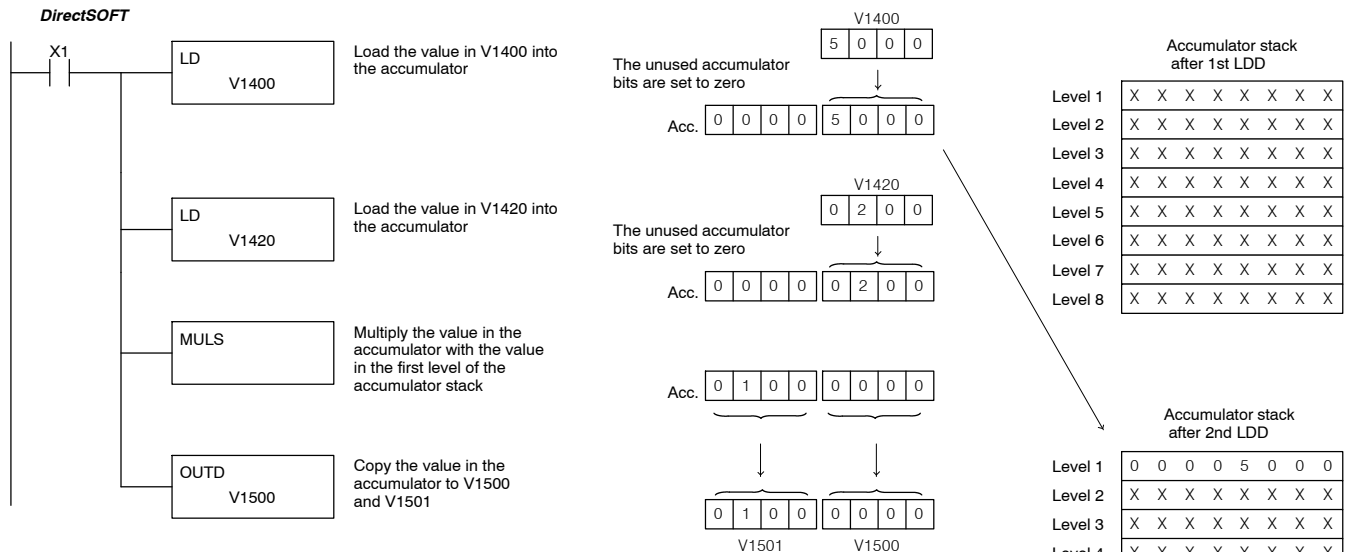 DirectSOFT
X1
LD
V1400
Load the value in V1400 into
the accumulator
LD
V1420
Load the value in V1420 into
the accumulator
MULS
Multiply the value in the
accumulator with the value
in the first level of the
accumulator stack
OUTD
V1500
Copy the value in the
accumulator to V1500
and V1501
V1400
5 0 0 0
The unused accumulator
bits are set to zero
Acc. 0 0 0 0 5 0 0 0
V1420
0 2 0 0
The unused accumulator
bits are set to zero
Acc. 0 0 0 0 0 2 0 0
Acc. 0 1 0 0 0 0 0 0
0 1 0 0 0 0 0 0
V1501 V1500
Accumulator stack
after 1st LDD
Level 1 X X X X X X X X
Level 2 X X X X X X X X
Level 3 X X X X X X X X
Level 4 X X X X X X X X
Level 5 X X X X X X X X
Level 6 X X X X X X X X
Level 7 X X X X X X X X
Level 8 X X X X X X X X
Accumulator stack
after 2nd LDD
Level 1 0 0 0 0 5 0 0 0
Level 2 X X X X X X X X
Level 3 X X X X X X X X
Level 4 X X X X X X X X